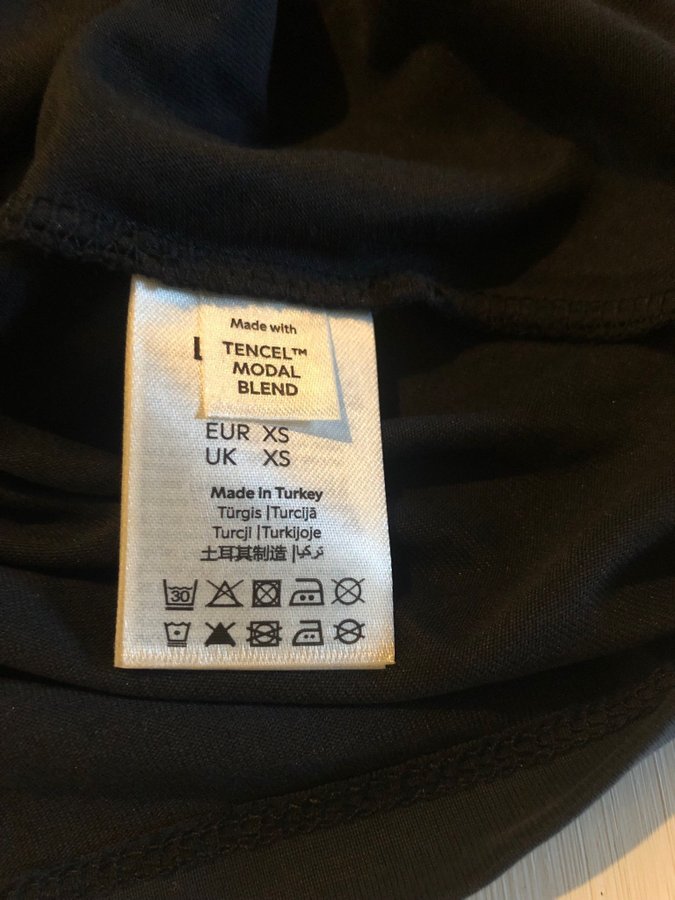 Made with
TENCEL™
MODAL
BLEND
EUR XS
UK XS
Made in Turkey
Türgis |Turcijā
Turcji |Turkijoje
土耳其制造 |تركيا
30